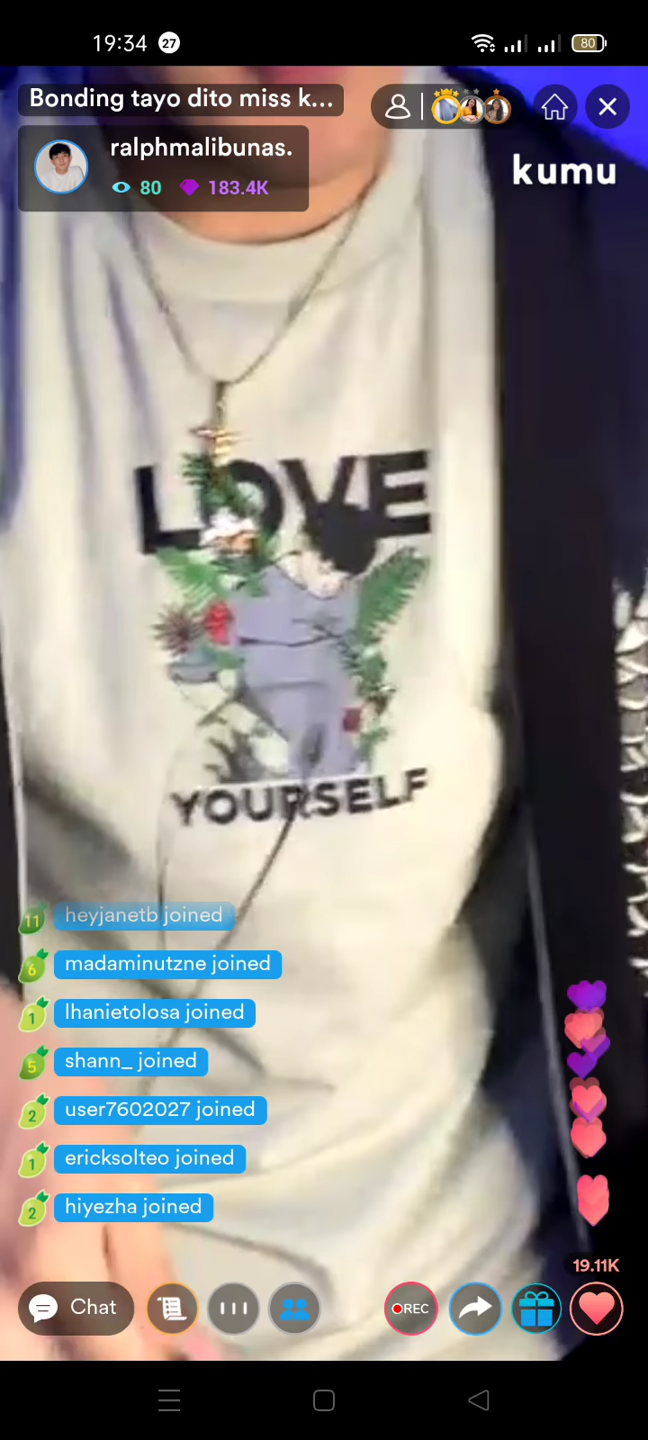 19:34 27
80
Bonding tayo dito miss k...
ralphmalibunas.
80 183.4K
kumu
LOVE
YOURSELF
11 heyjanetb joined
6 madaminutzne joined
1 lhanietolosa joined
5 shann_ joined
2 user7602027 joined
1 ericksolteo joined
2 hiyezha joined
19.11K
Chat
REC